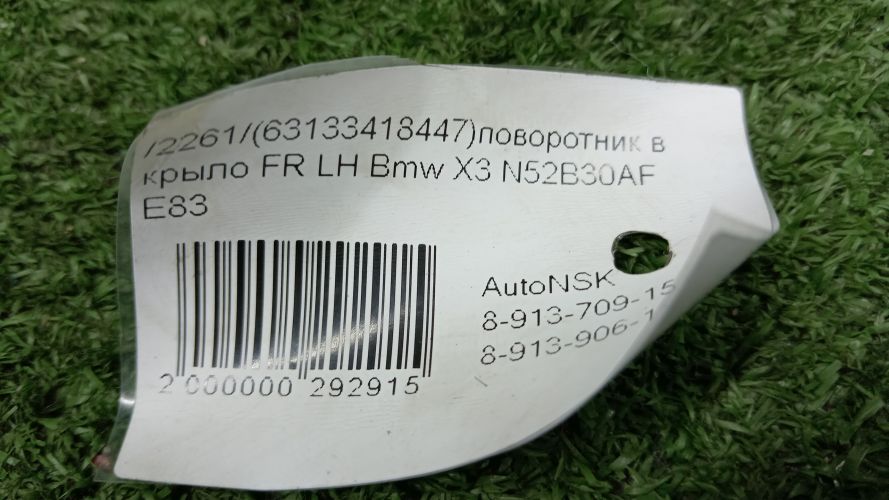 /2261/(63133418447)поворотник в
крыло FR LH Bmw X3 N52B30AF
E83
2 000000 292915
AutoNSK
8-913-709-15
8-913-906-1